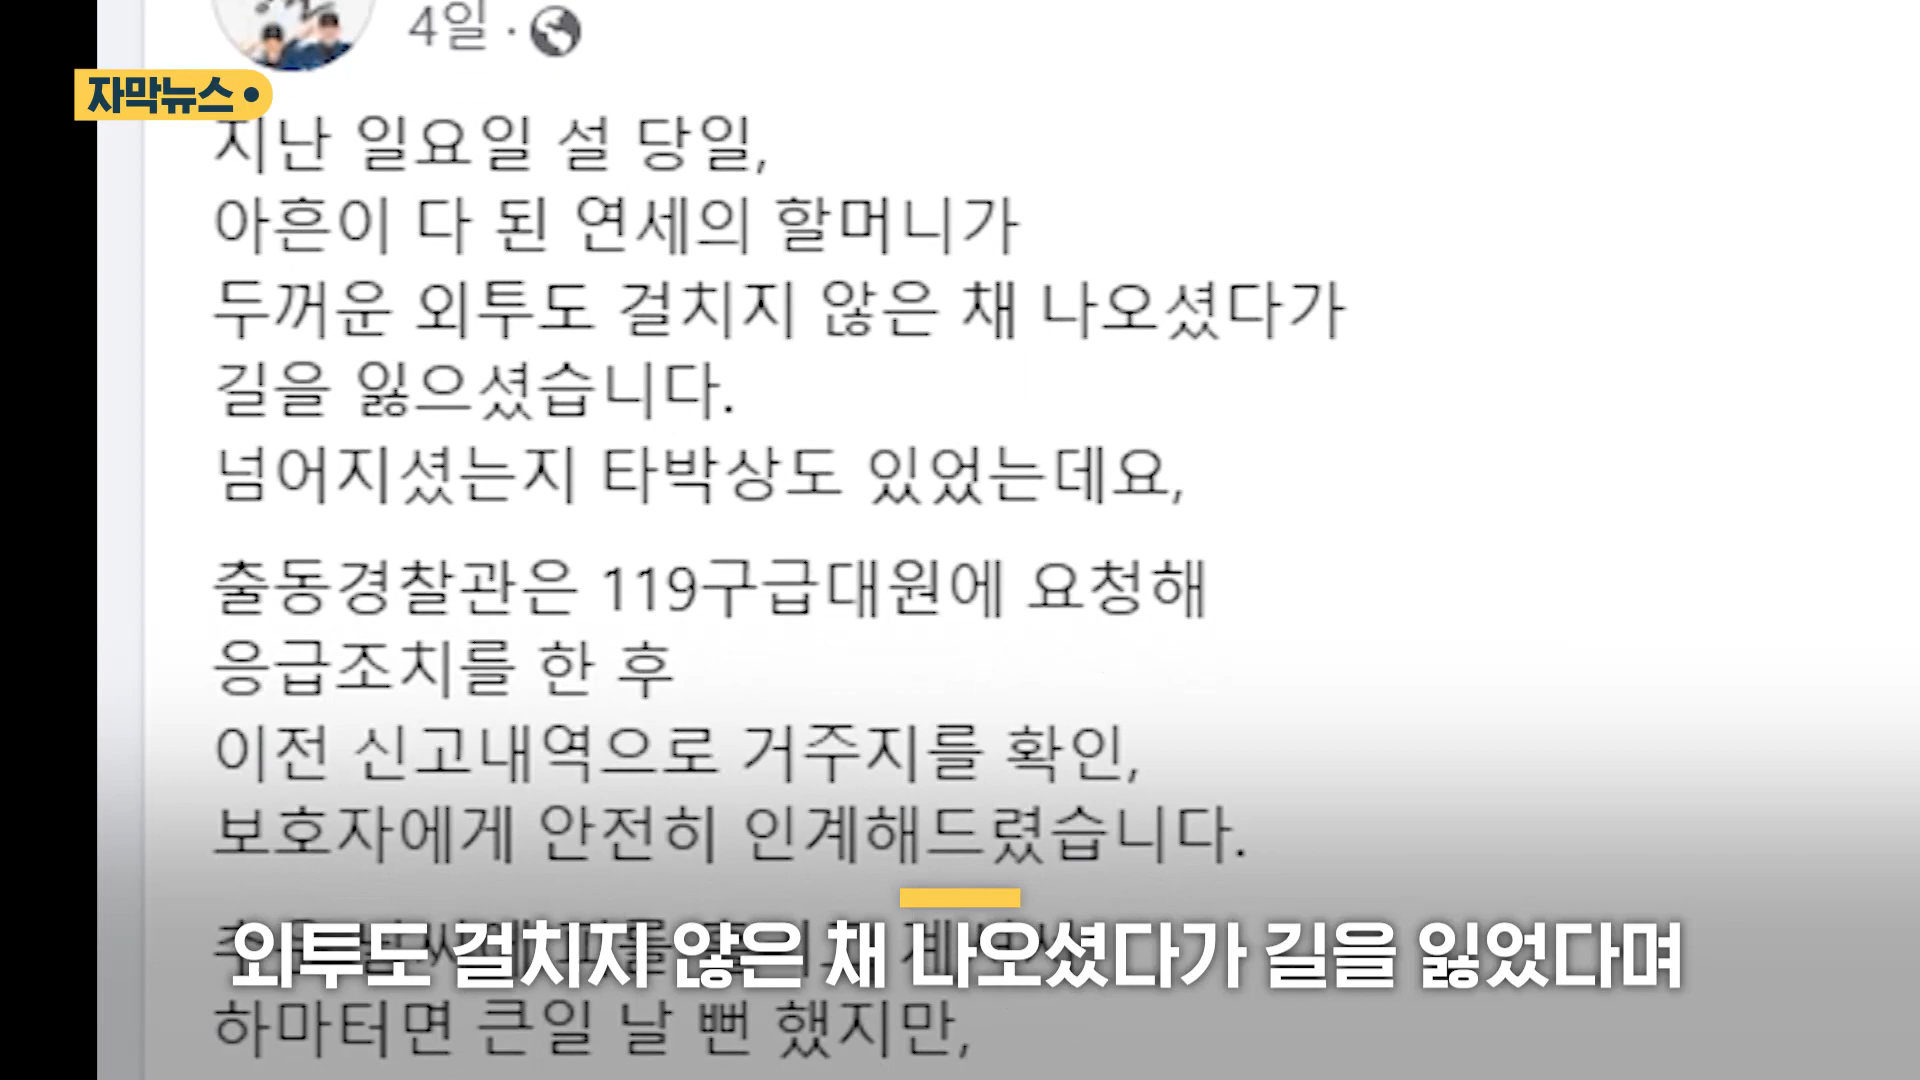 4일 ·
자막뉴스
지난 일요일 설 당일,
아흔이 다 된 연세의 할머니가
두꺼운 외투도 걸치지 않은 채 나오셨다가
길을 잃으셨습니다.
넘어지셨는지 타박상도 있었는데요,
출동경찰관은 119구급대원에 요청해
응급조치를 한 후
이전 신고내역으로 거주지를 확인,
보호자에게 안전히 인계해드렸습니다.
외투도 걸치지 않은 채 나오셨다가 길을 잃었다며
하마터면 큰일 날 뻔 했지만,